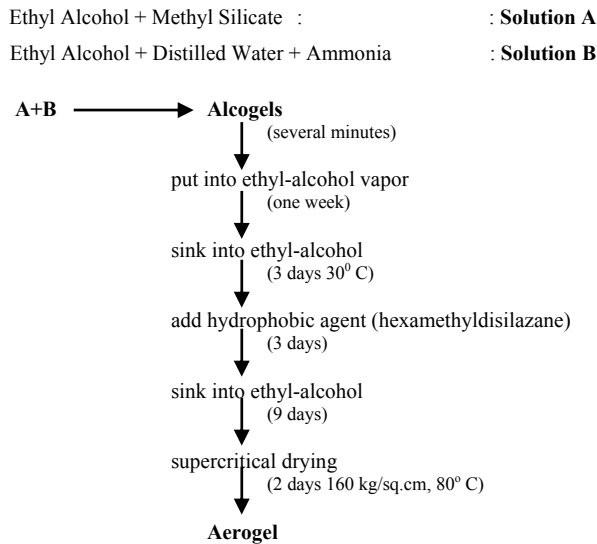 Ethyl Alcohol + Methyl Silicate : : Solution A
Ethyl Alcohol + Distilled Water + Ammonia : Solution B
A+B Alcogels
(several minutes)
put into ethyl-alcohol vapor
(one week)
sink into ethyl-alcohol
(3 days 30⁰ C)
add hydrophobic agent (hexamethyldisilazane)
(3 days)
sink into ethyl-alcohol
(9 days)
supercritical drying
(2 days 160 kg/sq.cm, 80° C)
Aerogel